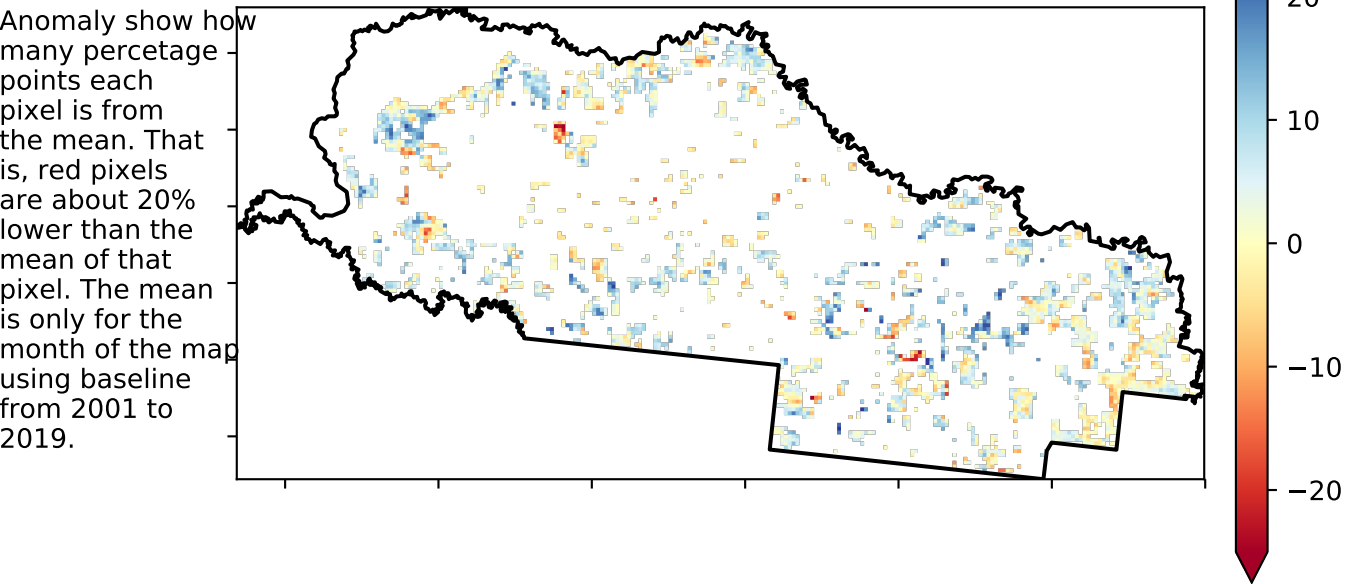 Anomaly show how
many percetage
points each
pixel is from
the mean. That
is, red pixels
are about 20%
lower than the
mean of that
pixel. The mean
is only for the
month of the map
using baseline
from 2001 to
2019.
20
10
0
−10
−20